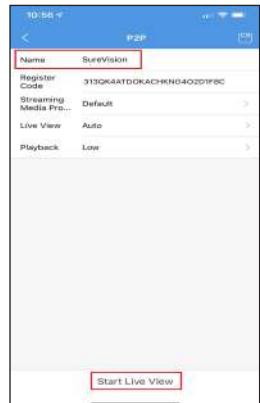 10:56
P2P
Name SureVision
Register Code
Streaming Media Pro... Default
Live View Auto
Playback Low
Start Live View